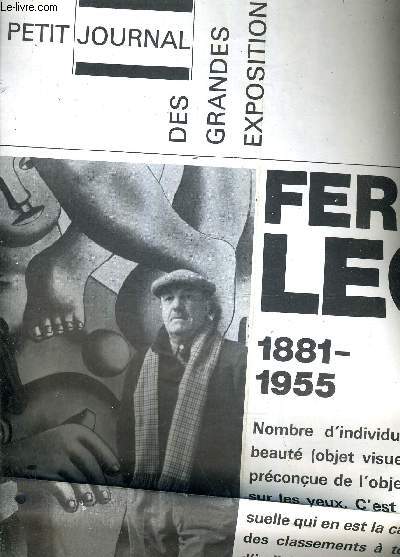 Le-livre.com
PETIT JOURNAL
DES
GRANDES
EXPOSITION
FER
LE
1881-
1955
Nombre d'individu
beauté (objet visue
préconçue de l'obje
sur les yeux. C'est
suelle qui en est la ca
des classements à t